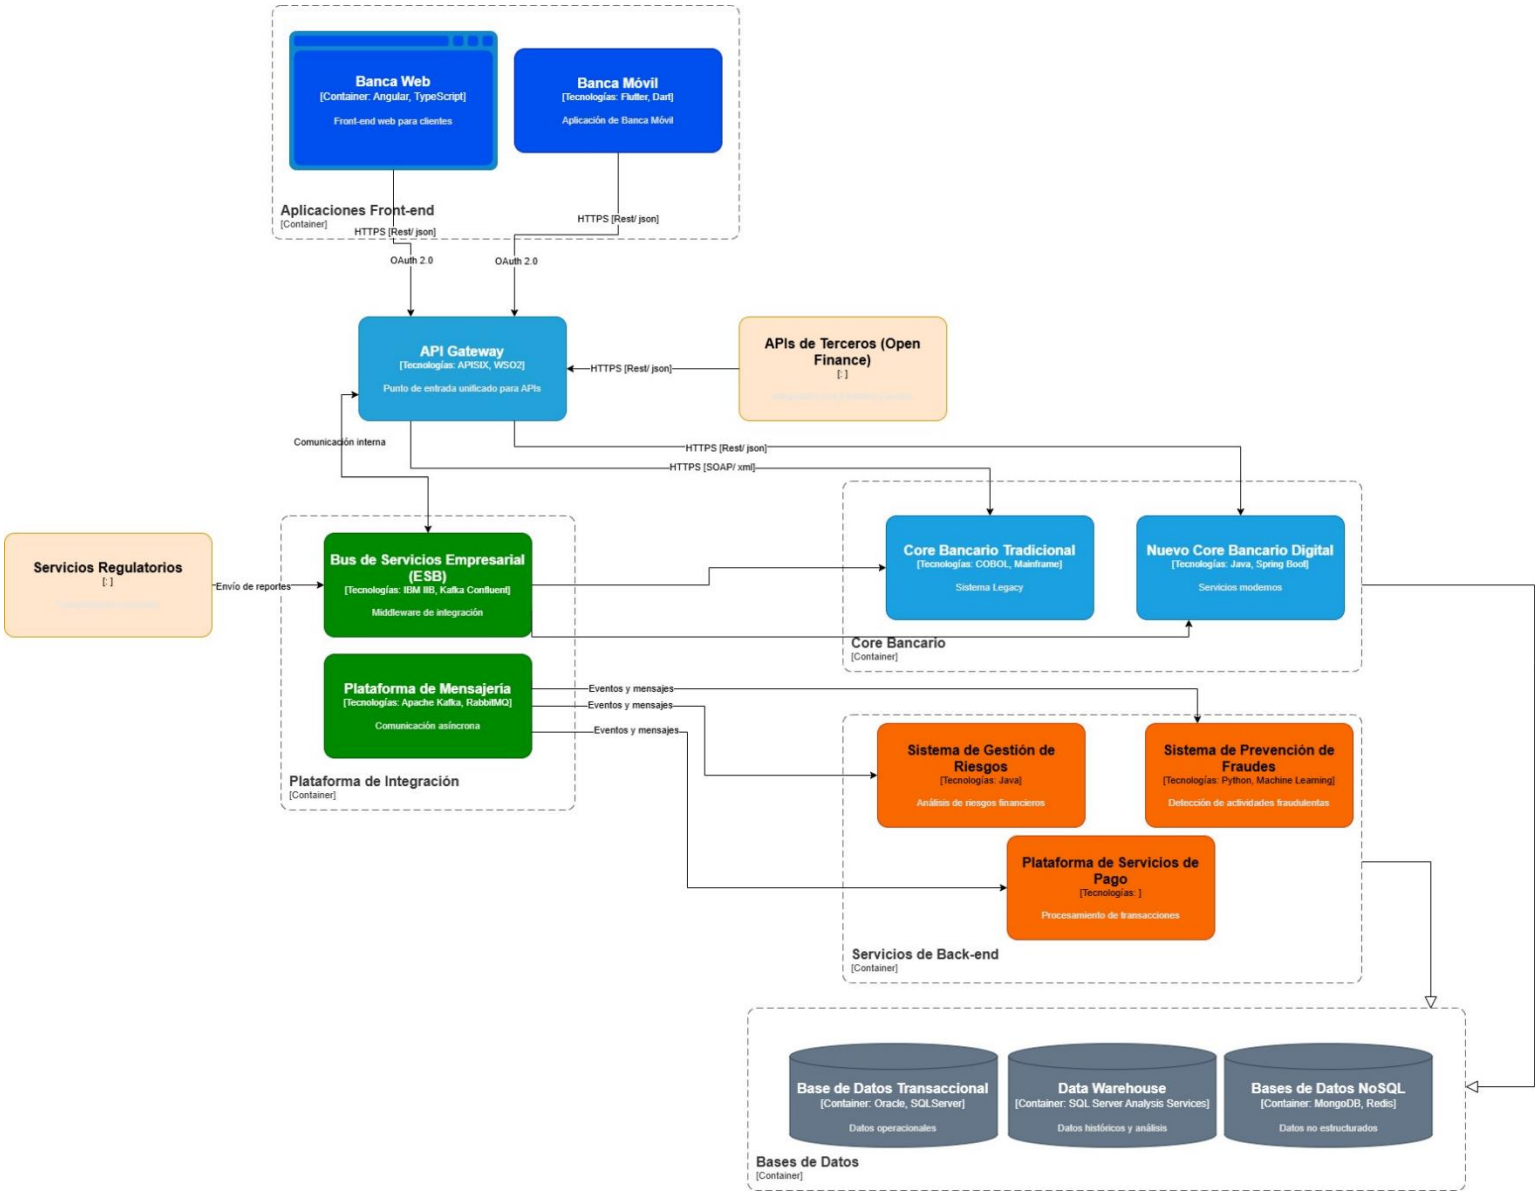 Banca Web
[Container: Angular, TypeScript]
Front-end web para clientes
Banca Móvil
[Tecnologías: Flutter, Dart]
Aplicación de Banca Móvil
Aplicaciones Front-end
[Container]
HTTPS [Rest/ json]
HTTPS [Rest/ json]
OAuth 2.0
OAuth 2.0
API Gateway
[Tecnologías: APISIX, WSO2]
Punto de entrada unificado para APIs
HTTPS [Rest/ json]
APIs de Terceros (Open
Finance)
[: ]
Comunicación interna
HTTPS [Rest/ json]
HTTPS [SOAP/ xml]
Servicios Regulatorios
[: ]
Envío de reportes
Bus de Servicios Empresarial
(ESB)
[Tecnologías: IBM IIB, Kafka Confluent]
Middleware de integración
Plataforma de Mensajería
[Tecnologías: Apache Kafka, RabbitMQ]
Comunicación asíncrona
Plataforma de Integración
[Container]
Core Bancario Tradicional
[Tecnologías: COBOL, Mainframe]
Sistema Legacy
Nuevo Core Bancario Digital
[Tecnologías: Java, Spring Boot]
Servicios modernos
Core Bancario
[Container]
Eventos y mensajes
Eventos y mensajes
Eventos y mensajes
Sistema de Gestión de
Riesgos
[Tecnologías: Java]
Análisis de riesgos financieros
Sistema de Prevención de
Fraudes
[Tecnologías: Python, Machine Learning]
Detección de actividades fraudulentas
Plataforma de Servicios de
Pago
[Tecnologías: ]
Procesamiento de transacciones
Servicios de Back-end
[Container]
Base de Datos Transaccional
[Container: Oracle, SQLServer]
Datos operacionales
Data Warehouse
[Container: SQL Server Analysis Services]
Datos históricos y análisis
Bases de Datos NoSQL
[Container: MongoDB, Redis]
Datos no estructurados
Bases de Datos
[Container]